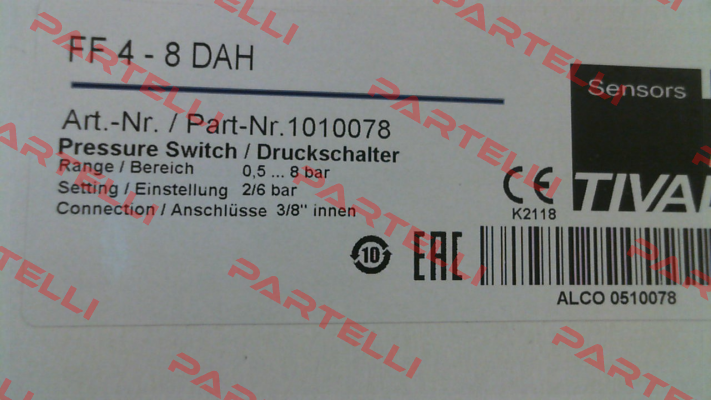 FF 4 - 8 DAH
Art.-Nr. / Part-Nr.1010078
Pressure Switch / Druckschalter
Range / Bereich 0,5 ... 8 bar
Setting / Einstellung 2/6 bar
Connection / Anschlüsse 3/8" innen
Sensors
CE
K2118
10
EAC
ALCO 0510078
PARTELLI
PARTELLI
PARTELLI
PARTELLI
PARTELLI
PARTELLI
PARTELLI
PARTELLI